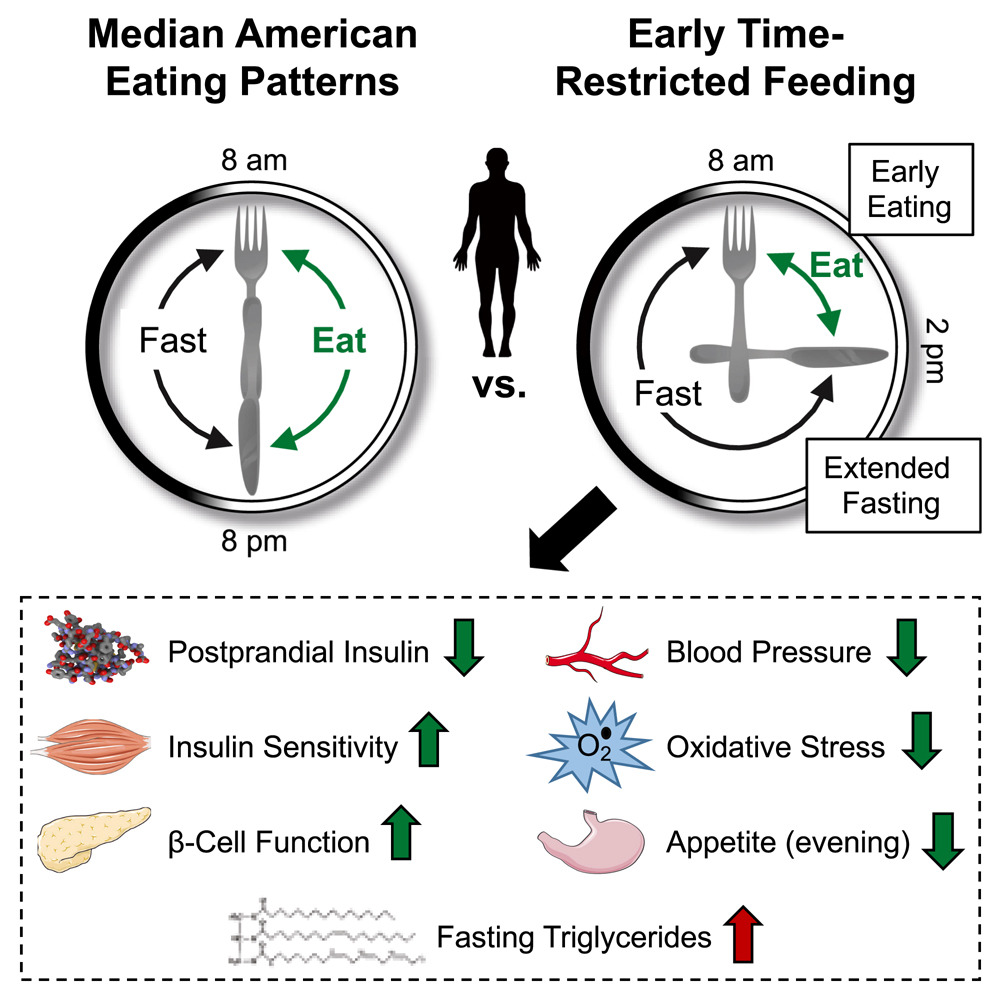 Median American
Eating Patterns
Early Time-
Restricted Feeding
8 am
Fast
Eat
8 pm
vs.
8 am
Early
Eating
Eat
2 pm
Fast
Extended
Fasting
Postprandial Insulin
Blood Pressure
Insulin Sensitivity
O2
Oxidative Stress
β-Cell Function
Appetite (evening)
Fasting Triglycerides